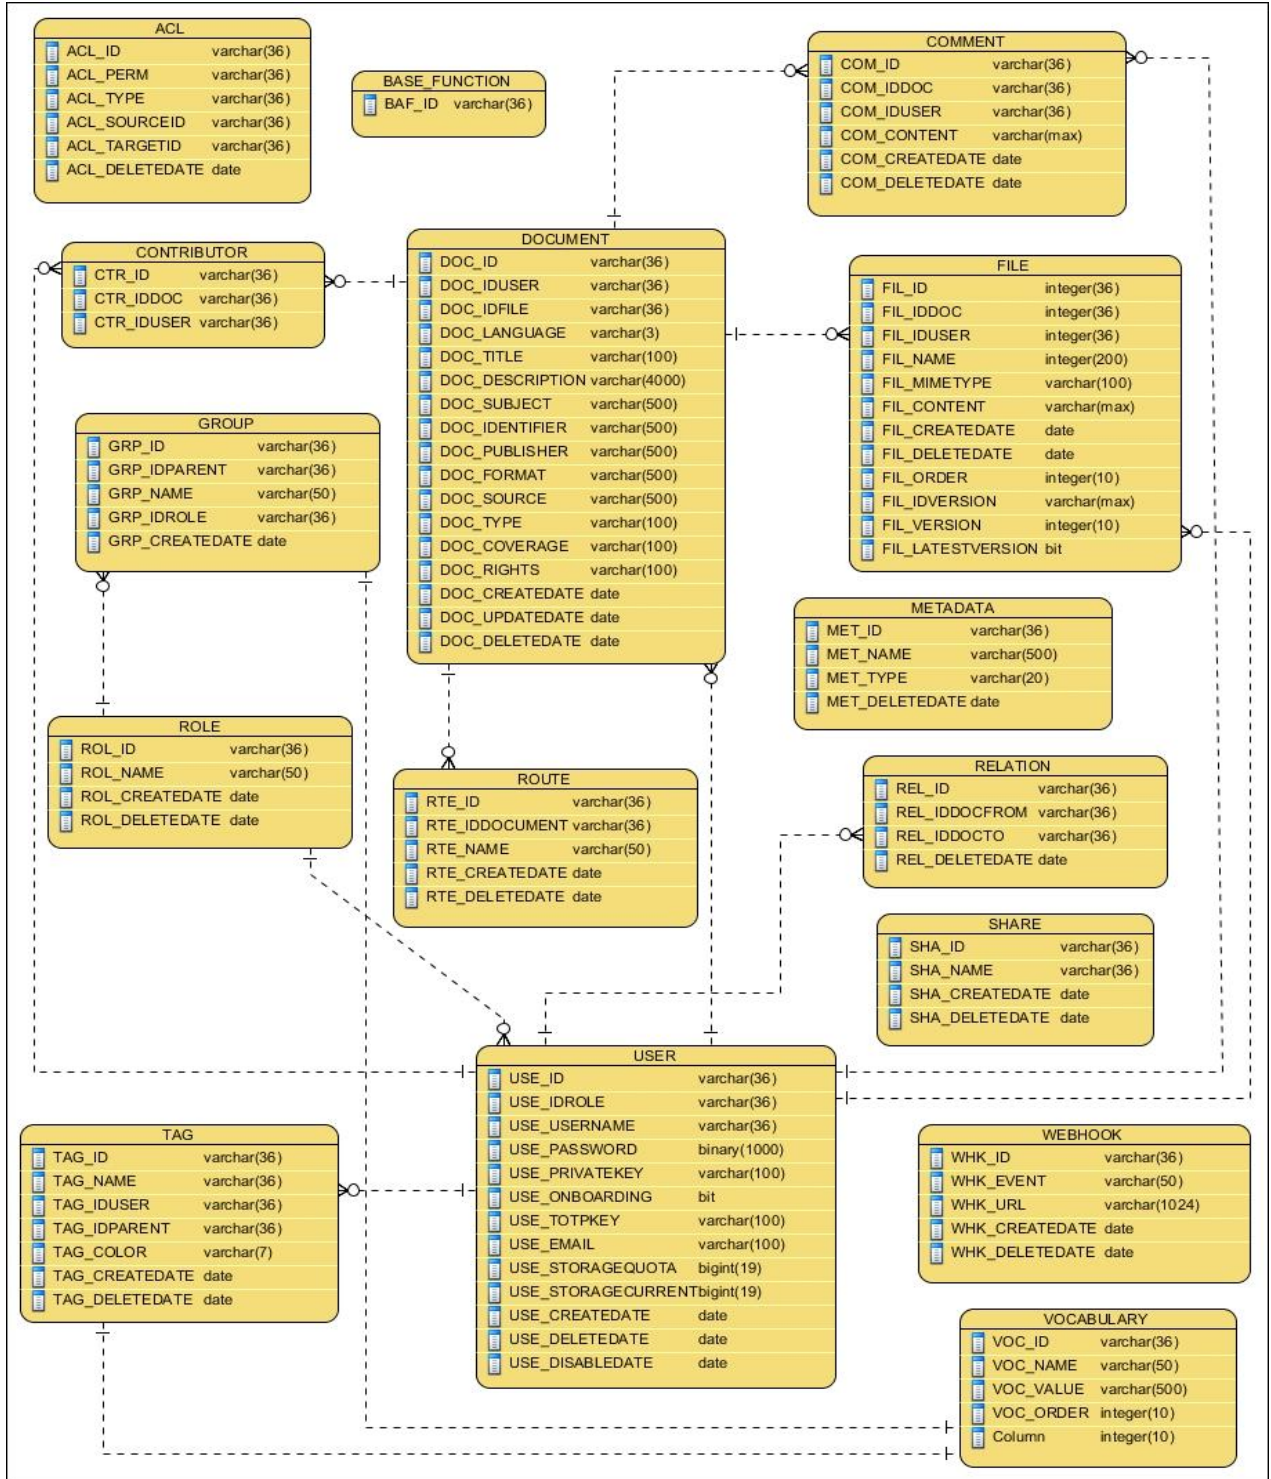 ACL
ACL_ID varchar(36)
ACL_PERM varchar(36)
ACL_TYPE varchar(36)
ACL_SOURCEID varchar(36)
ACL_TARGETID varchar(36)
ACL_DELETEDATE date
BASE_FUNCTION
BAF_ID varchar(36)
COMMENT
COM_ID varchar(36)
COM_IDDOC varchar(36)
COM_IDUSER varchar(36)
COM_CONTENT varchar(max)
COM_CREATEDATE date
COM_DELETEDATE date
CONTRIBUTOR
CTR_ID varchar(36)
CTR_IDDOC varchar(36)
CTR_IDUSER varchar(36)
DOCUMENT
DOC_ID varchar(36)
DOC_IDUSER varchar(36)
DOC_IDFILE varchar(36)
DOC_LANGUAGE varchar(3)
DOC_TITLE varchar(100)
DOC_DESCRIPTION varchar(4000)
DOC_SUBJECT varchar(500)
DOC_IDENTIFIER varchar(500)
DOC_PUBLISHER varchar(500)
DOC_FORMAT varchar(500)
DOC_SOURCE varchar(500)
DOC_TYPE varchar(100)
DOC_COVERAGE varchar(100)
DOC_RIGHTS varchar(100)
DOC_CREATEDATE date
DOC_UPDATEDATE date
DOC_DELETEDATE date
FILE
FIL_ID integer(36)
FIL_IDDOC integer(36)
FIL_IDUSER integer(36)
FIL_NAME integer(200)
FIL_MIMETYPE varchar(100)
FIL_CONTENT varchar(max)
FIL_CREATEDATE date
FIL_DELETEDATE date
FIL_ORDER integer(10)
FIL_IDVERSION varchar(max)
FIL_VERSION integer(10)
FIL_LATESTVERSION bit
GROUP
GRP_ID varchar(36)
GRP_IDPARENT varchar(36)
GRP_NAME varchar(50)
GRP_IDROLE varchar(36)
GRP_CREATEDATE date
METADATA
MET_ID varchar(36)
MET_NAME varchar(500)
MET_TYPE varchar(20)
MET_DELETEDATE date
ROLE
ROL_ID varchar(36)
ROL_NAME varchar(50)
ROL_CREATEDATE date
ROL_DELETEDATE date
ROUTE
RTE_ID varchar(36)
RTE_IDDOCUMENT varchar(36)
RTE_NAME varchar(50)
RTE_CREATEDATE date
RTE_DELETEDATE date
RELATION
REL_ID varchar(36)
REL_IDDOCFROM varchar(36)
REL_IDDOCTO varchar(36)
REL_DELETEDATE date
SHARE
SHA_ID varchar(36)
SHA_NAME varchar(36)
SHA_CREATEDATE date
SHA_DELETEDATE date
USER
USE_ID varchar(36)
USE_IDROLE varchar(36)
USE_USERNAME varchar(36)
USE_PASSWORD binary(1000)
USE_PRIVATEKEY varchar(100)
USE_ONBOARDING bit
USE_TOTPKEY varchar(100)
USE_EMAIL varchar(100)
USE_STORAGEQUOTA bigint(19)
USE_STORAGECURRENT bigint(19)
USE_CREATEDATE date
USE_DELETEDATE date
USE_DISABLEDATE date
TAG
TAG_ID varchar(36)
TAG_NAME varchar(36)
TAG_IDUSER varchar(36)
TAG_IDPARENT varchar(36)
TAG_COLOR varchar(7)
TAG_CREATEDATE date
TAG_DELETEDATE date
WEBHOOK
WHK_ID varchar(36)
WHK_EVENT varchar(50)
WHK_URL varchar(1024)
WHK_CREATEDATE date
WHK_DELETEDATE date
VOCABULARY
VOC_ID varchar(36)
VOC_NAME varchar(50)
VOC_VALUE varchar(500)
VOC_ORDER integer(10)
Column integer(10)